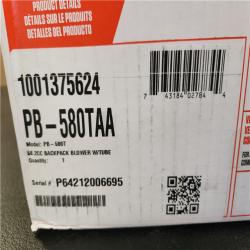 PRODUCT DETAILS
DÉTAILS DU PRODUIT
DETALLES DEL PRODUCTO
1001375624
7 43184 02764 4
PB-580TAA
Model: PB-580T
58.2CC BACKPACK BLOWER W/TUBE
Quantity: 1
Serial: P64212006695